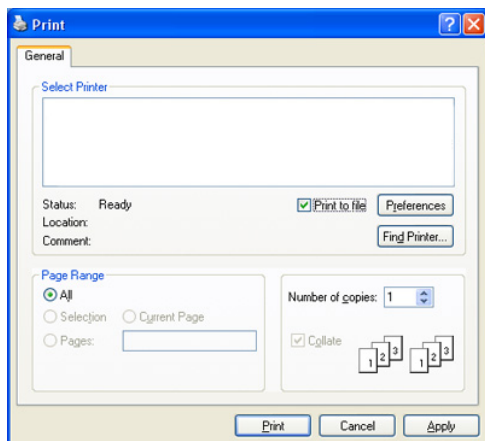 Print
General
Select Printer
Status: Ready
Print to file
Preferences
Location:
Comment:
Find Printer...
Page Range
All
Selection
Current Page
Pages:
Number of copies: 1
Collate
1 2 3 1 2 3
Print Cancel Apply